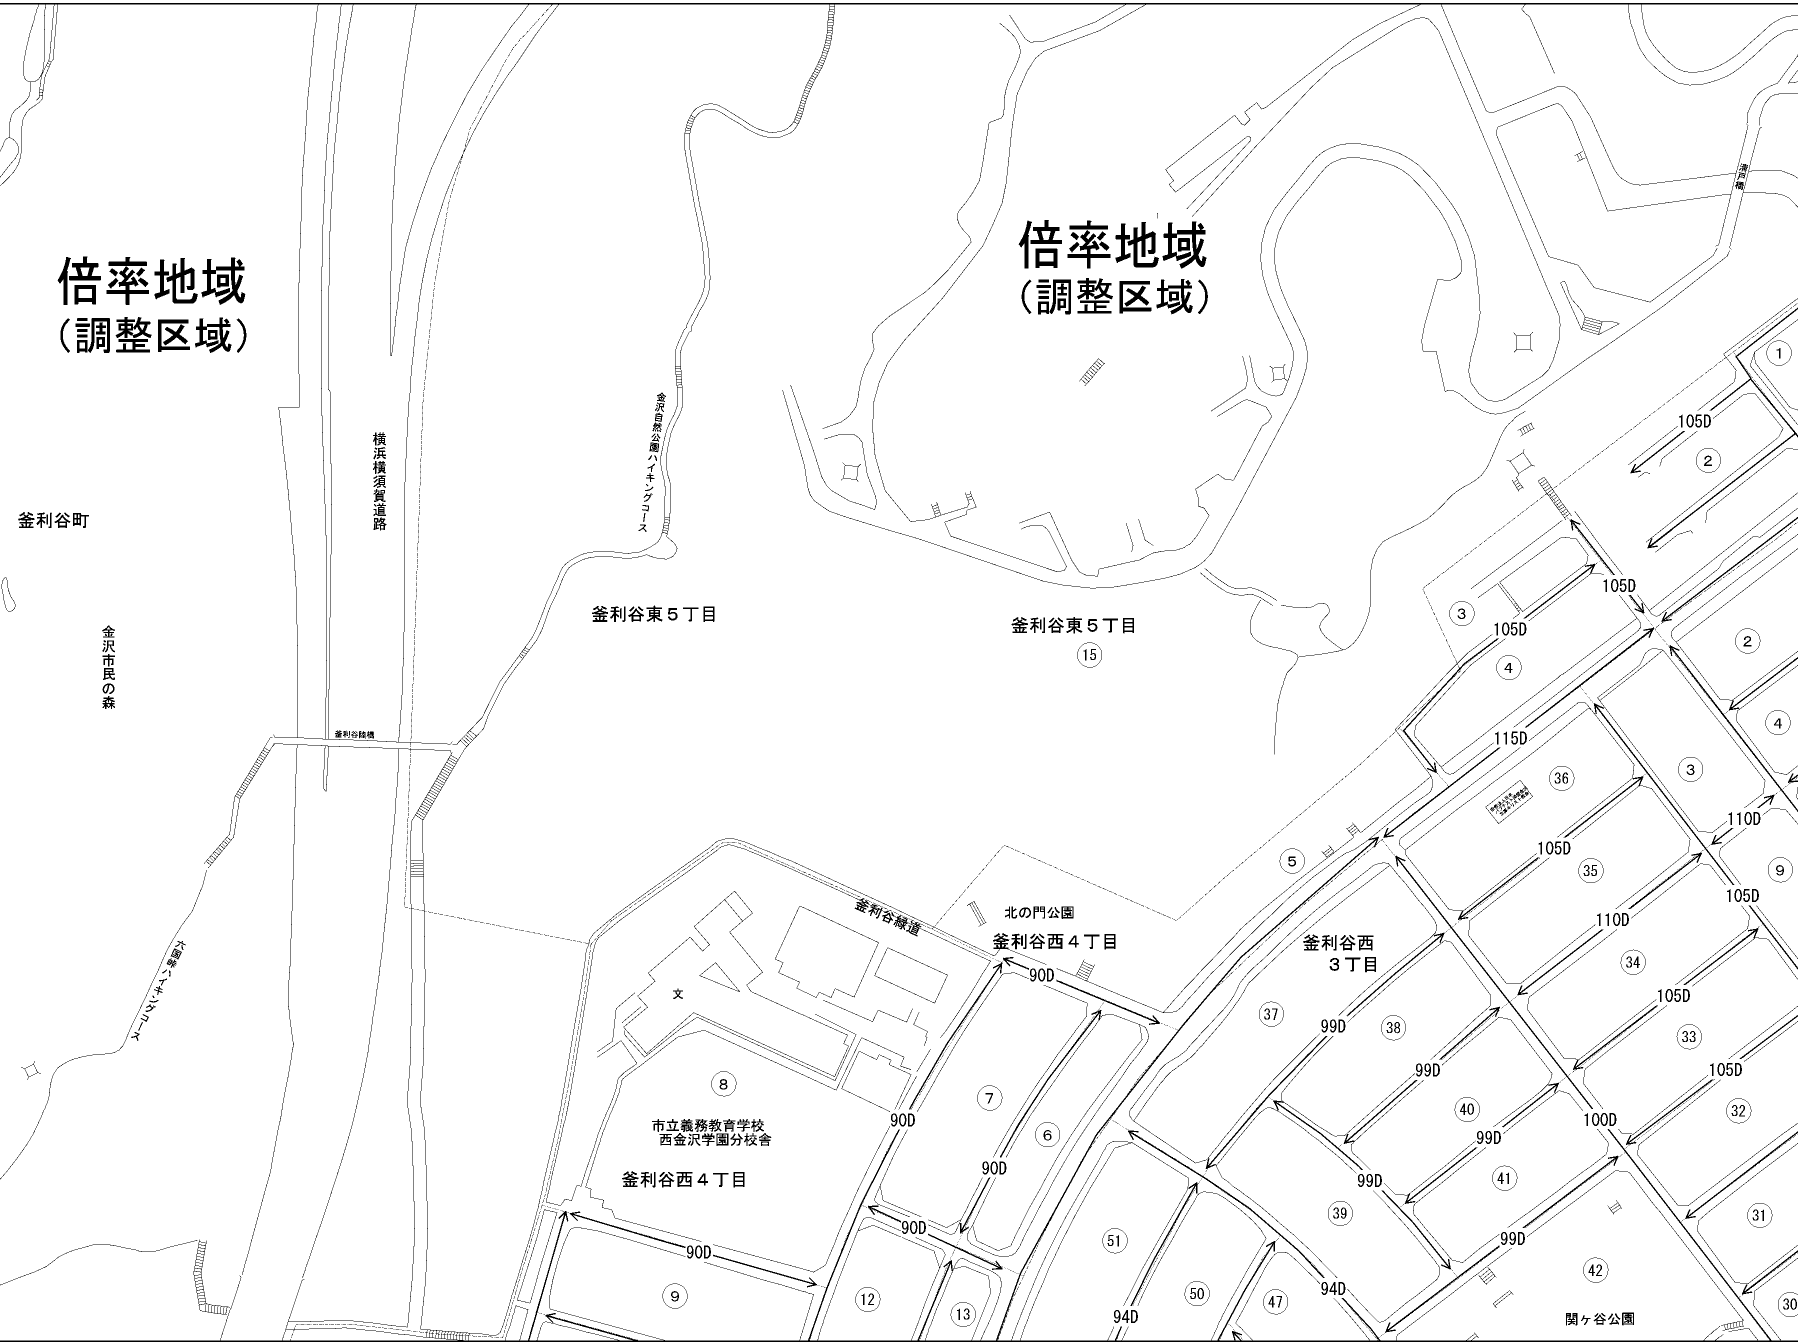 清戸橋
倍率地域
(調整区域)
倍率地域
(調整区域)
横浜横須賀道路
金沢自然公園ハイキングコース
釜利谷町
金沢市民の森
釜利谷東5丁目
釜利谷東5丁目
15
釜利谷陸橋
六国峠ハイキングコース
1
105D
2
105D
3
105D
4
2
4
115D
36
3
110D
105D
35
9
5
105D
110D
34
釜利谷緑道
北の門公園
釜利谷西4丁目
釜利谷西
3丁目
90D
文
37
99D
38
105D
33
99D
105D
8
7
90D
6
40
100D
32
市立義務教育学校
西金沢学園分校舎
釜利谷西4丁目
90D
99D
99D
41
39
31
90D
90D
51
99D
42
9
12
13
50
47
94D
94D
30
関ヶ谷公園